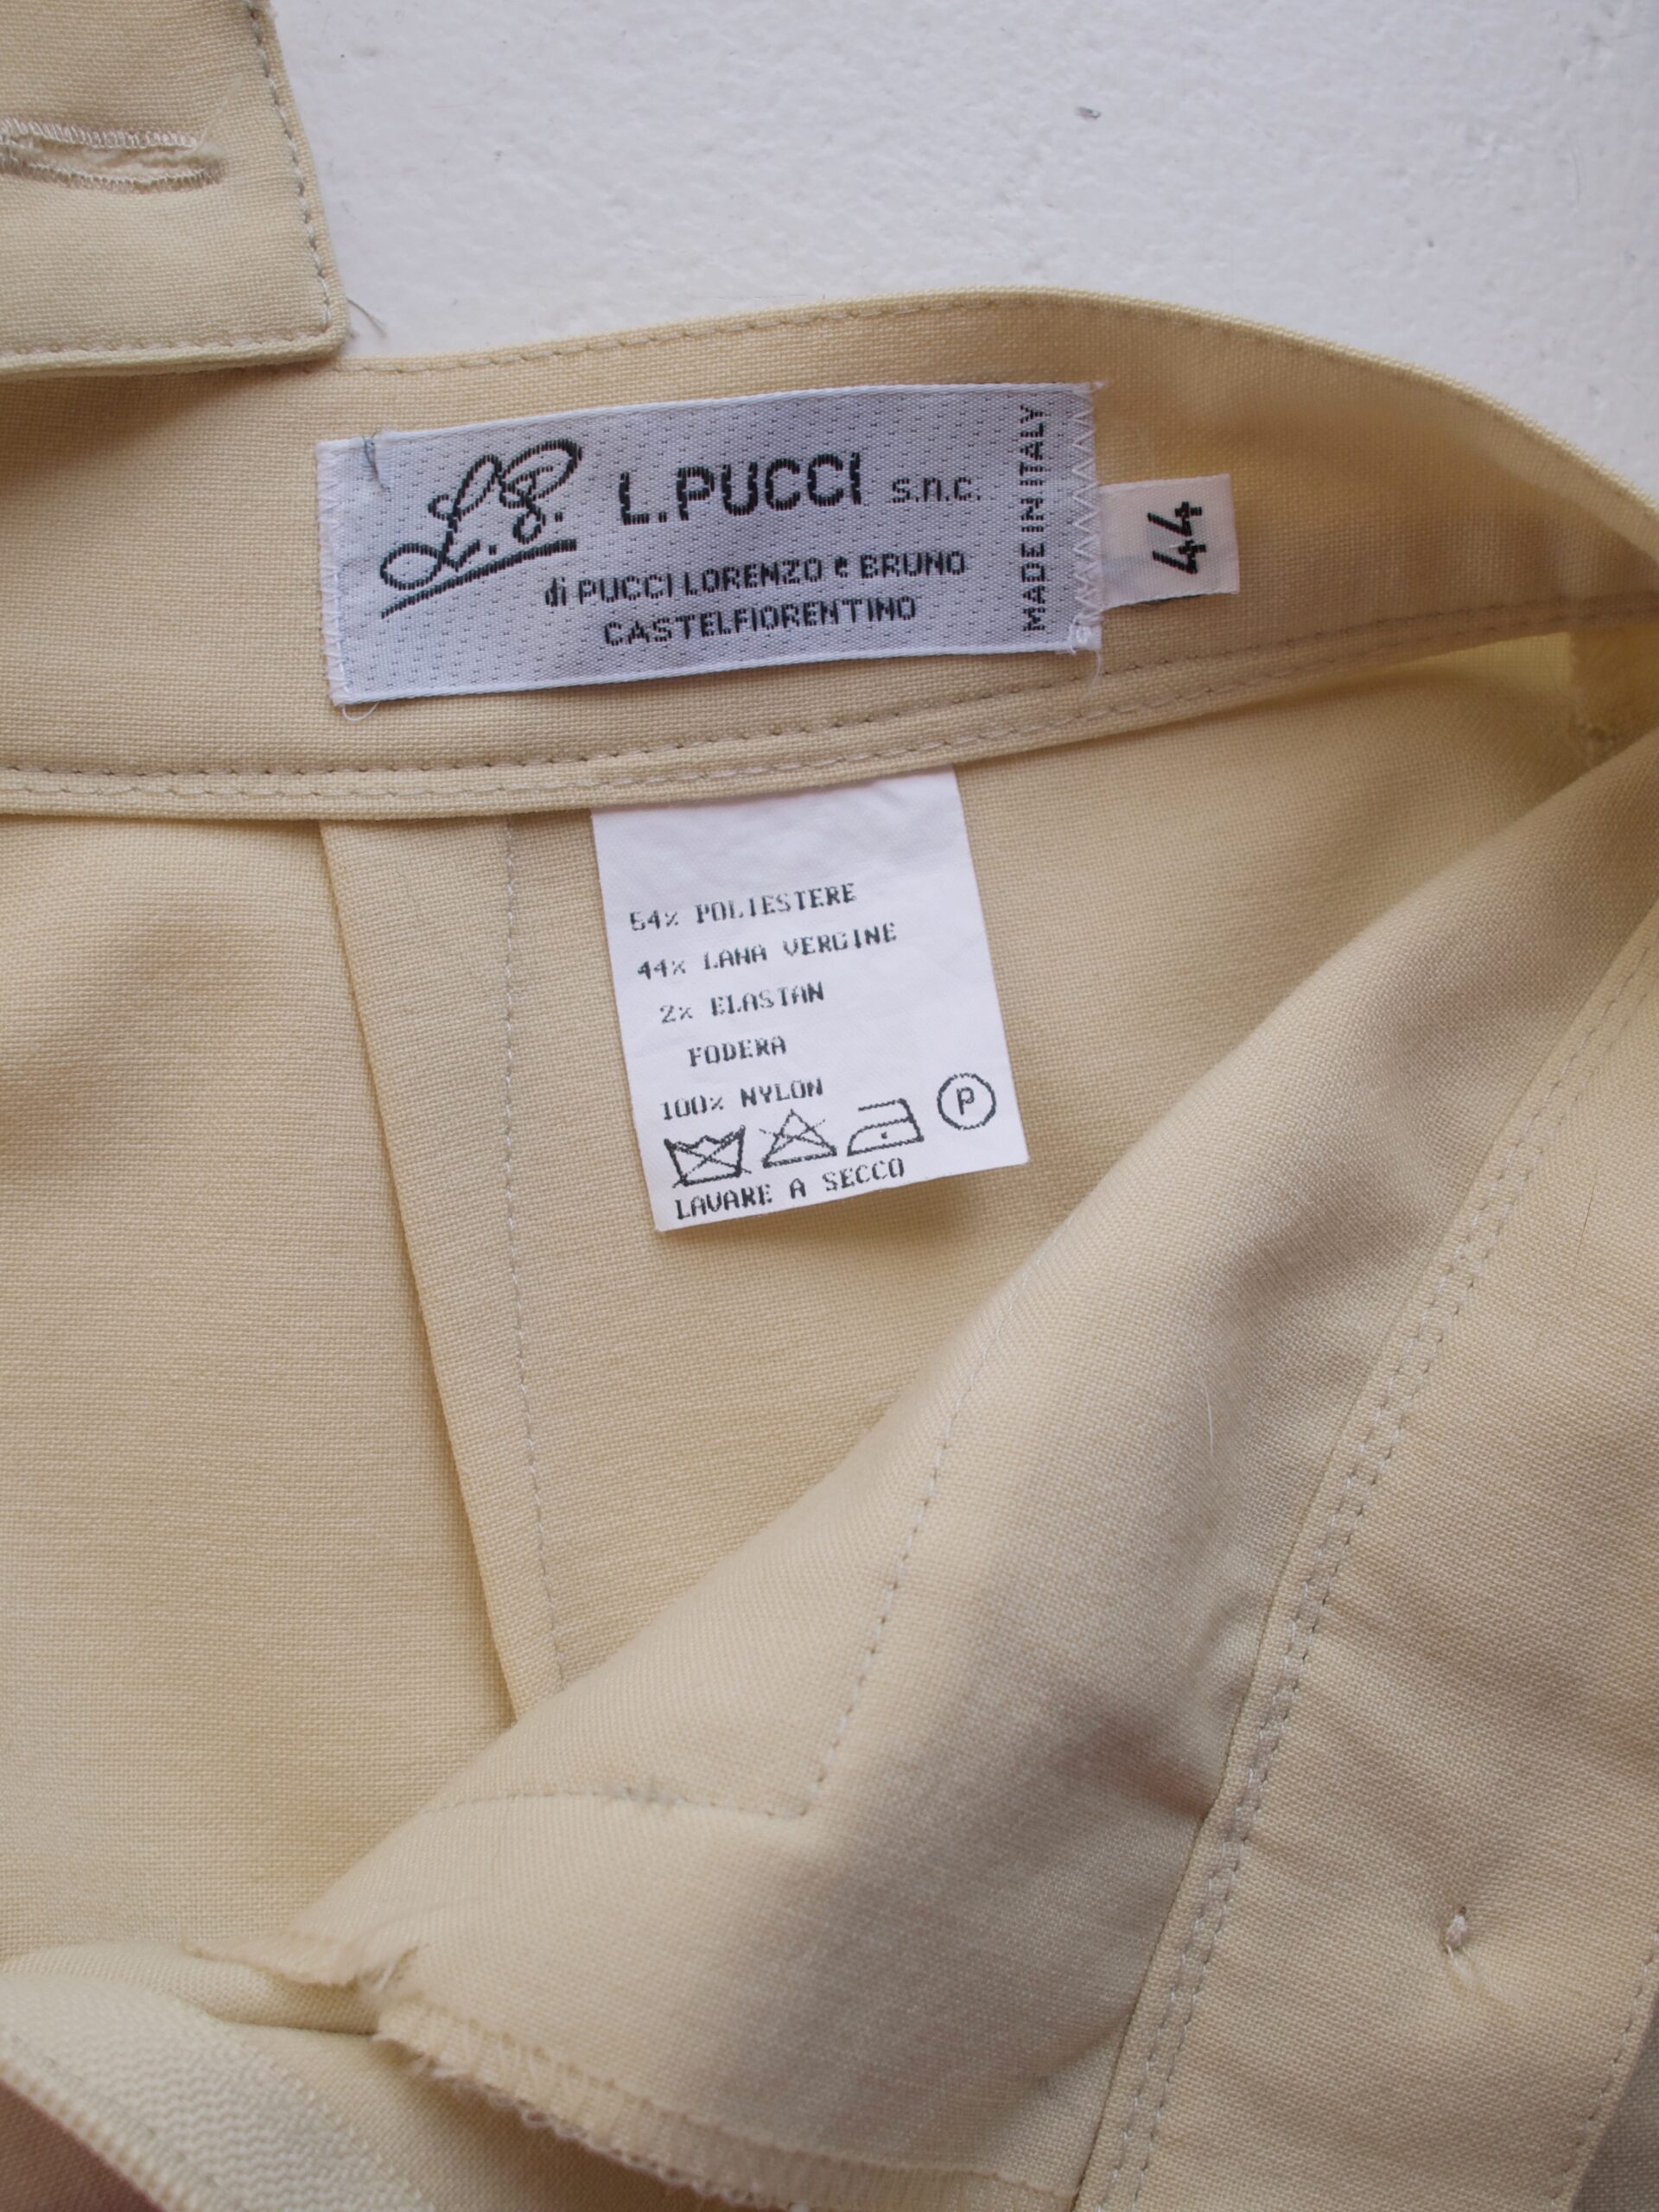 L.P. L.PUCCI s.n.c.
di PUCCI LORENZO e BRUNO
CASTELFIORENTINO
MADE IN ITALY
44
54% POLIESTERE
44% LANA VERGINE
2% ELASTAN
FODERA
100% NYLON
P
LAVARE A SECCO